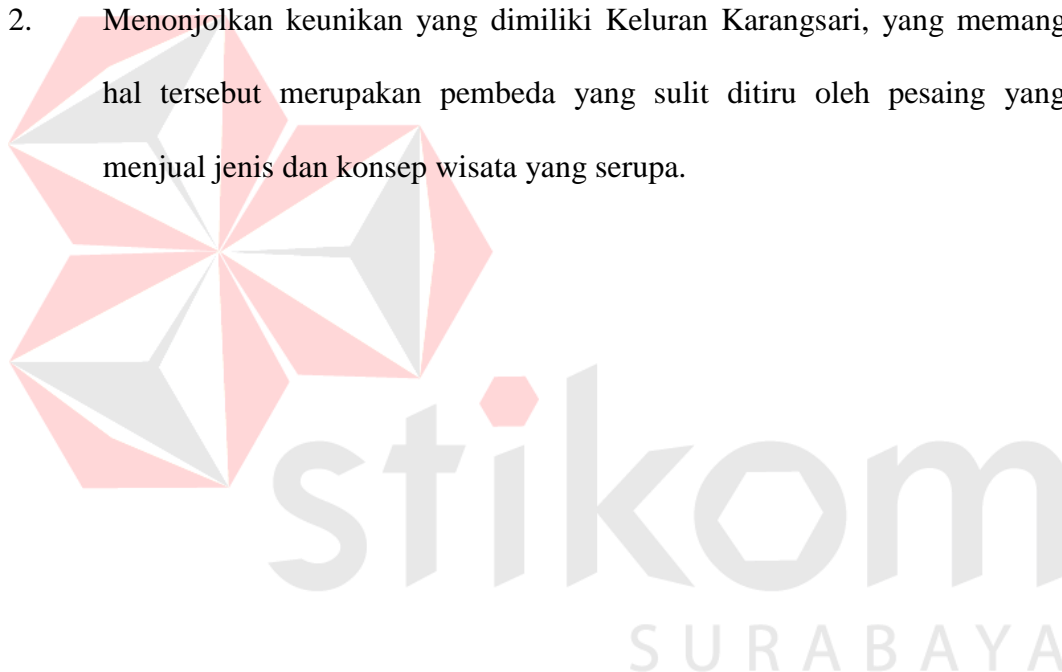 2. Menonjolkan keunikan yang dimiliki Keluran Karangsari, yang memang
hal tersebut merupakan pembeda yang sulit ditiru oleh pesaing yang
menjual jenis dan konsep wisata yang serupa.
stikom
SURABAYA